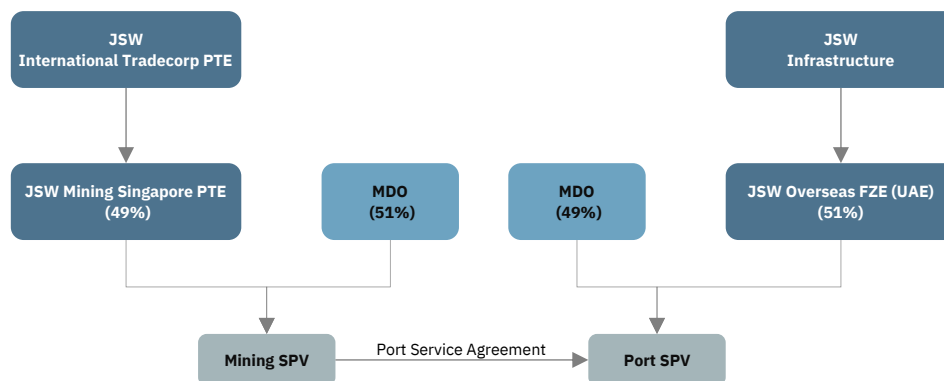 JSW
International Tradecorp PTE
JSW
Infrastructure
JSW Mining Singapore PTE
(49%)
MDO
(51%)
MDO
(49%)
JSW Overseas FZE (UAE)
(51%)
Mining SPV
Port Service Agreement
Port SPV